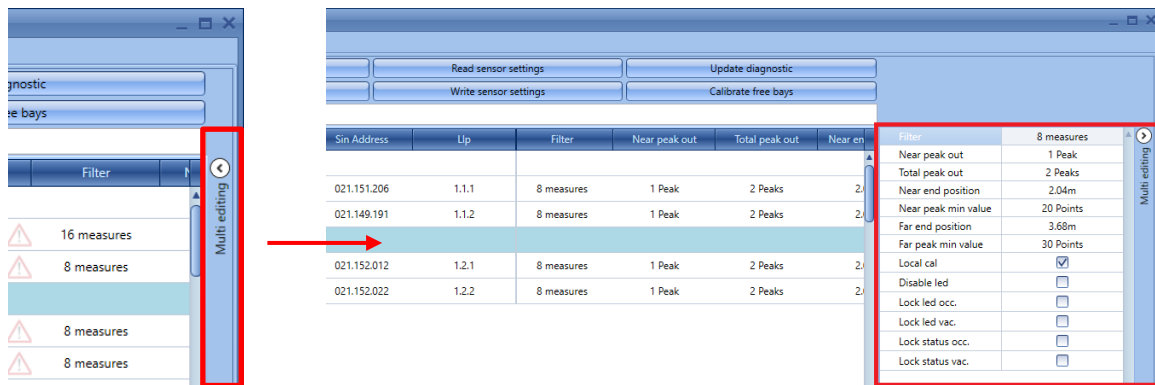 gnostic
ee bays
Filter N
16 measures
8 measures
8 measures
8 measures
Multi editing
Read sensor settings Update diagnostic
Write sensor settings Calibrate free bays
Sin Address Llp Filter Near peak out Total peak out Near en
021.151.206 1.1.1 8 measures 1 Peak 2 Peaks 2.
021.149.191 1.1.2 8 measures 1 Peak 2 Peaks 2.
021.152.012 1.2.1 8 measures 1 Peak 2 Peaks 2.
021.152.022 1.2.2 8 measures 1 Peak 2 Peaks 2.
Filter 8 measures
Near peak out 1 Peak
Total peak out 2 Peaks
Near end position 2.04m
Near peak min value 20 Points
Far end position 3.68m
Far peak min value 30 Points
Local cal
Disable led
Lock led occ.
Lock led vac.
Lock status occ.
Lock status vac.
Multi editing